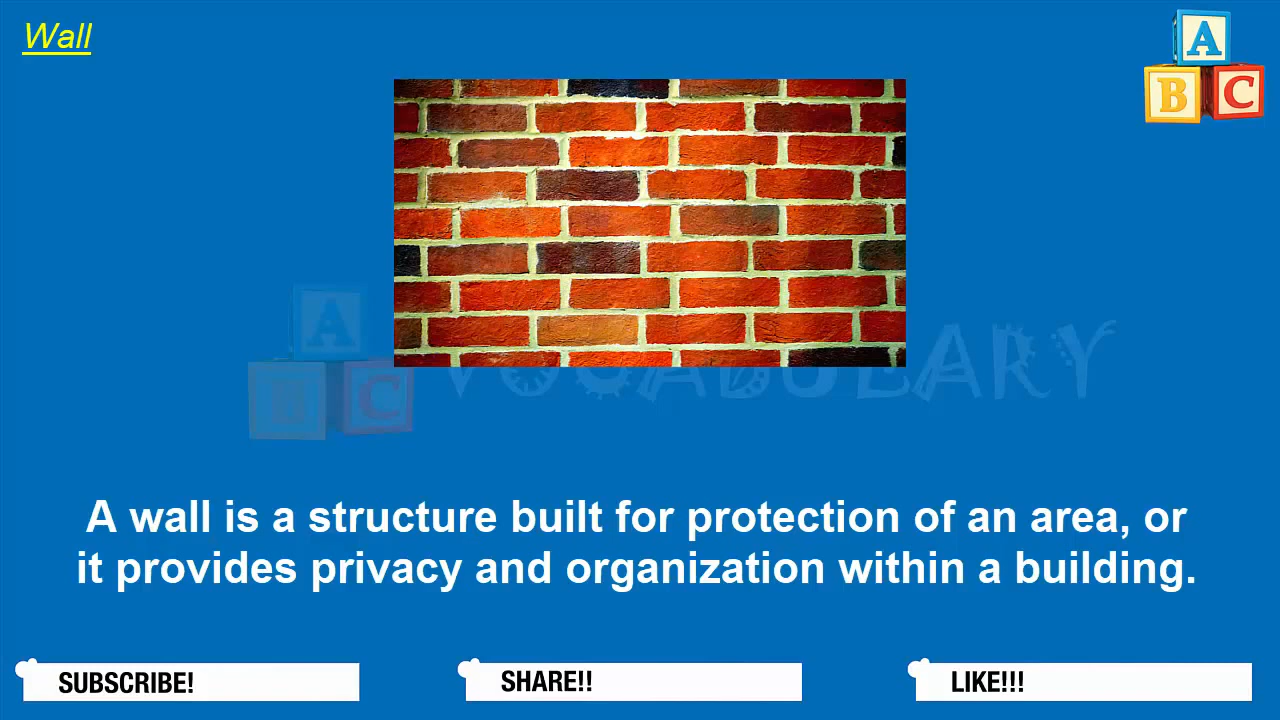 Wall
A
B C
A
B C VOCABULARY
A wall is a structure built for protection of an area, or
it provides privacy and organization within a building.
SUBSCRIBE!
SHARE!!
LIKE!!!